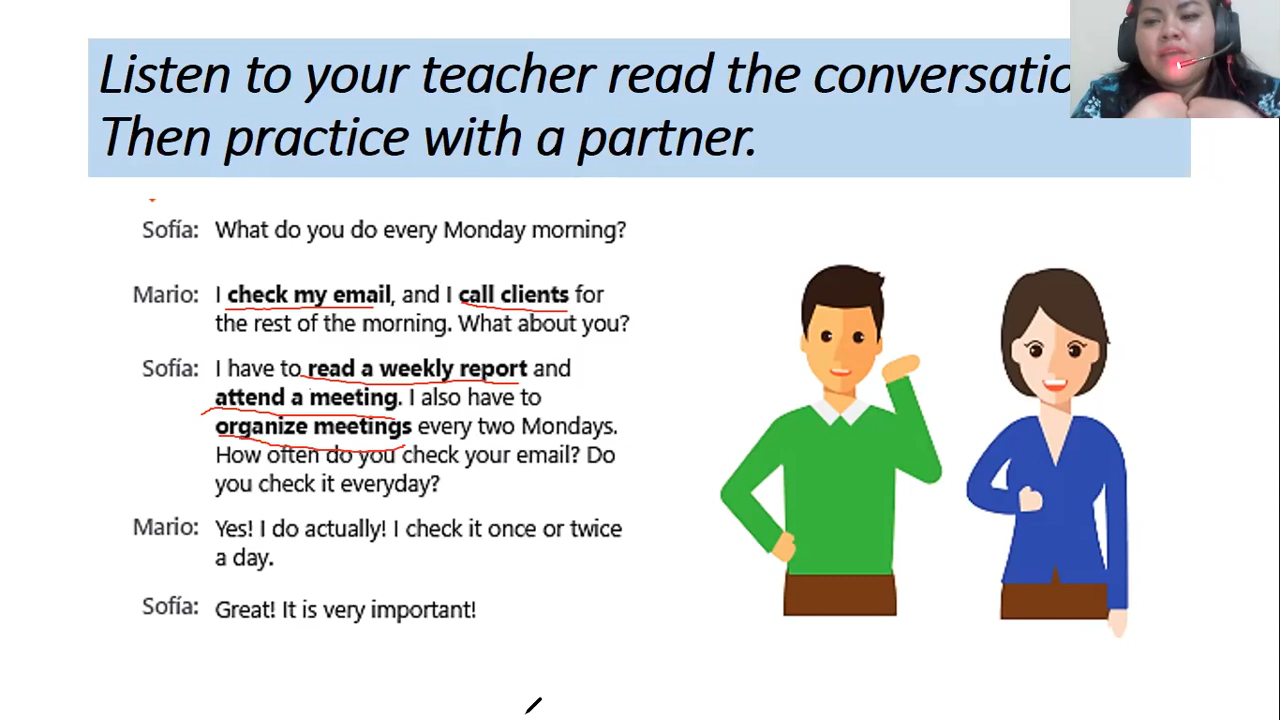 Listen to your teacher read the conversatio
Then practice with a partner.
Sofía: What do you do every Monday morning?
Mario: I check my email, and I call clients for
the rest of the morning. What about you?
Sofía: I have to read a weekly report and
attend a meeting. I also have to
organize meetings every two Mondays.
How often do you check your email? Do
you check it everyday?
Mario: Yes! I do actually! I check it once or twice
a day.
Sofía: Great! It is very important!